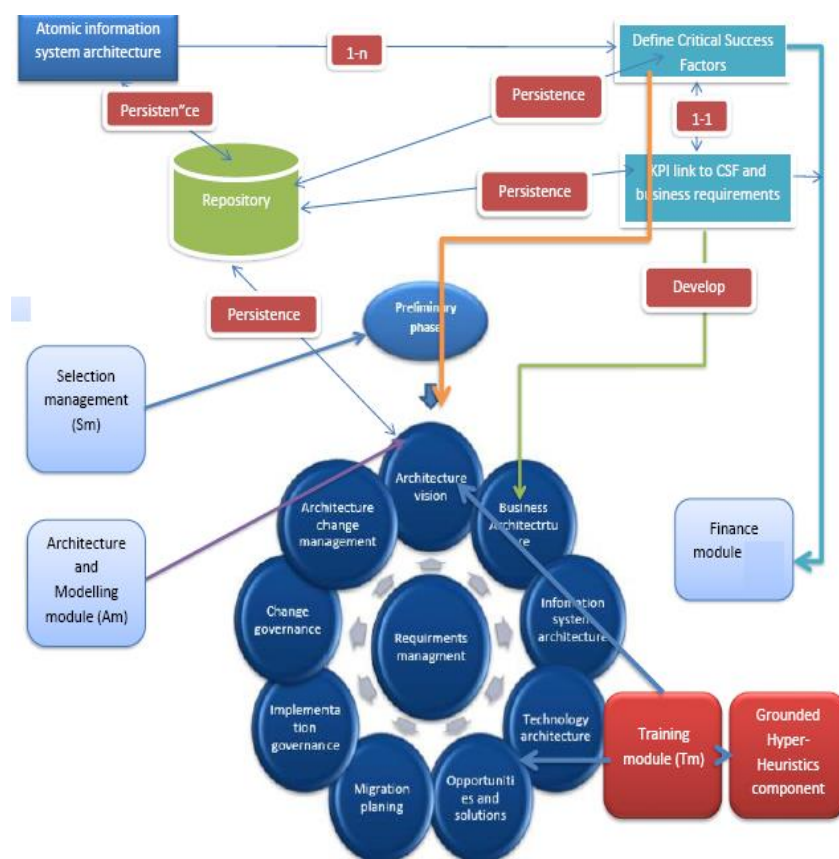 Atomic information
system architecture
1-n
Define Critical Success
Factors
Persisten"ce
Persistence
1-1
Repository
Persistence
KPI link to CSF and
business requirements
Persistence
Preliminary
phase
Develop
Selection
management
(Sm)
Architecture
vision
Architecture
change
management
Business
Architectrtu
re
Architecture
and
Modelling
module (Am)
Finance
module
Change
governance
Requirments
managment
Infomation
system
architecture
Implementa
tion
governance
Technology
architecture
Training
module (Tm)
Grounded
Hyper-
Heuristics
component
Migration
planing
Opportuniti
es and
solutions